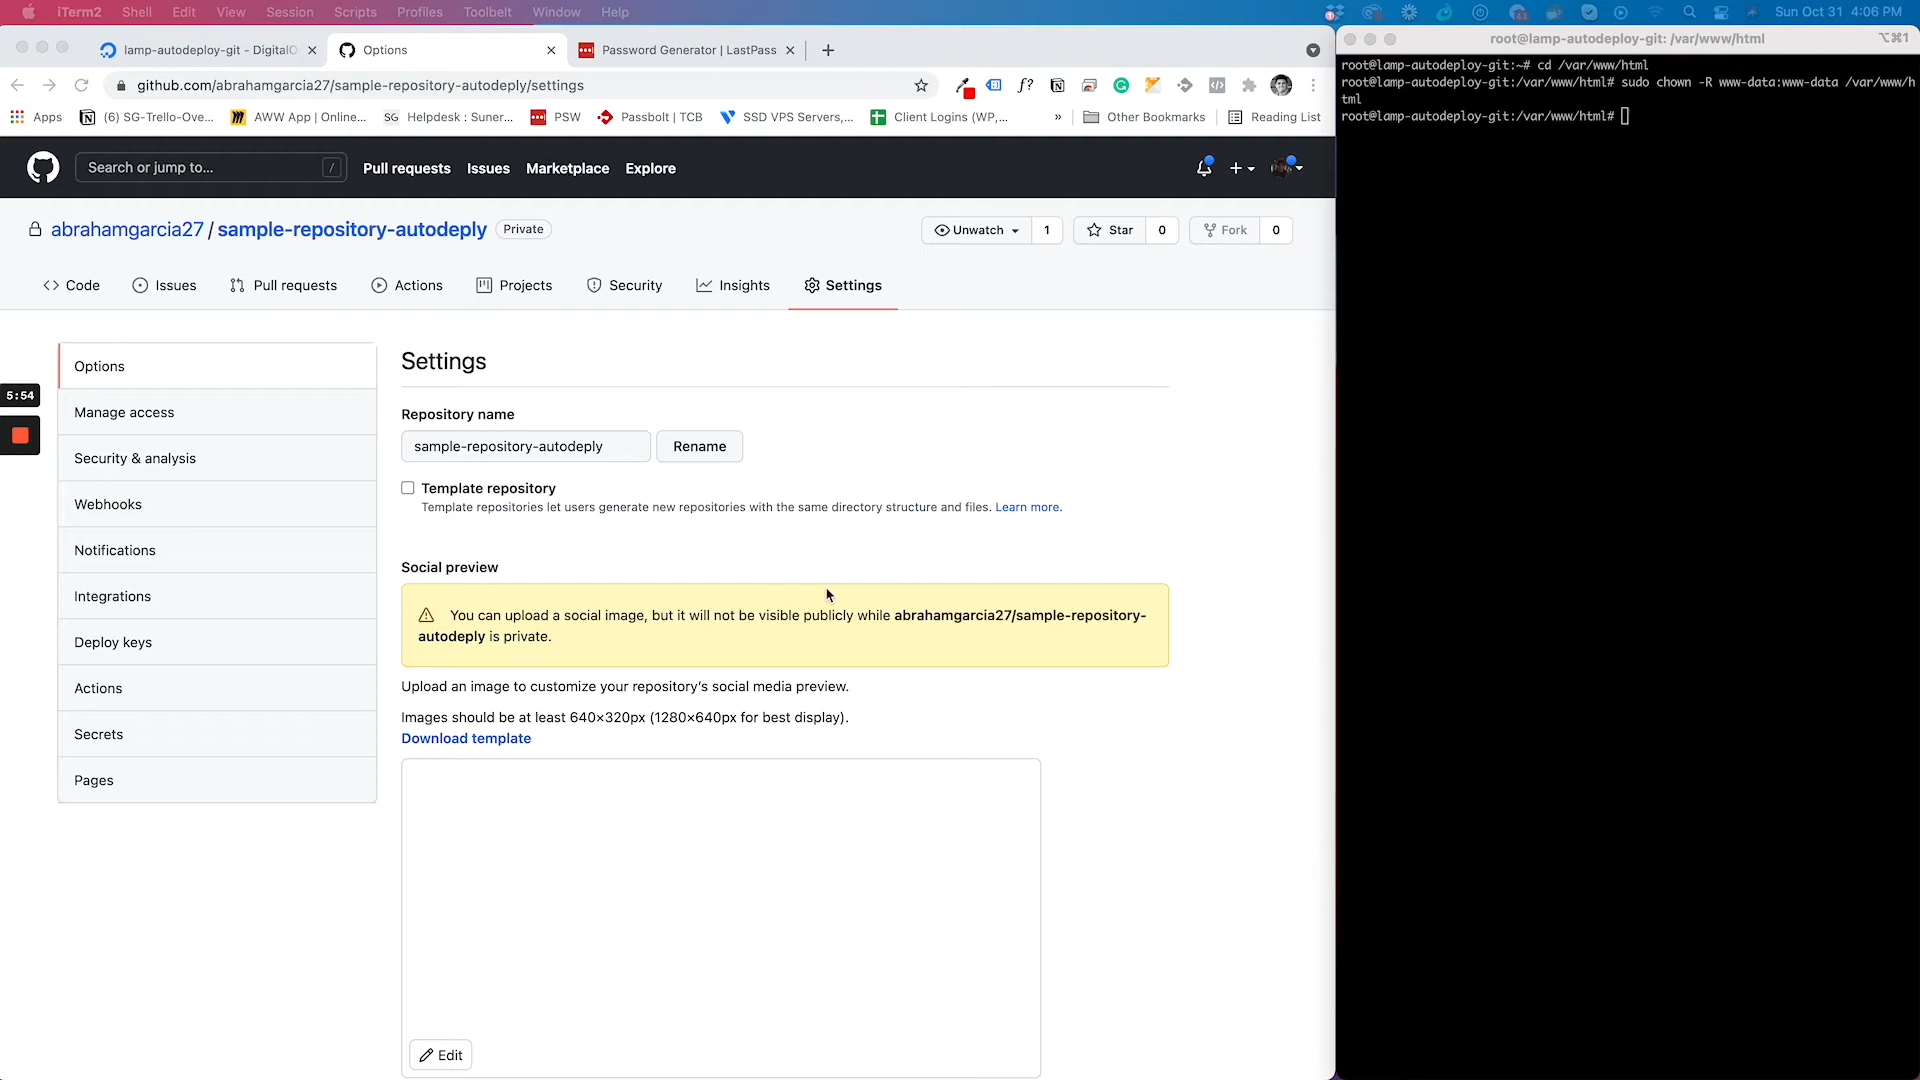 iTerm2 Shell Edit View Session Scripts Profiles Toolbelt Window Help
Sun Oct 31 4:06 PM
lamp-autodeploy-git - DigitalO
Options
Password Generator | LastPass
github.com/abrahamgarcia27/sample-repository-autodeply/settings
Apps
(6) SG-Trello-Ove...
AWW App | Online...
SG Helpdesk : Suner...
PSW
Passbolt | TCB
SSD VPS Servers,...
Client Logins (WP,...
»
Other Bookmarks
Reading List
Search or jump to... /
Pull requests Issues Marketplace Explore
abrahamgarcia27 / sample-repository-autodeply Private
Unwatch 1
Star 0
Fork 0
Code
Issues
Pull requests
Actions
Projects
Security
Insights
Settings
5:54
Options
Manage access
Security & analysis
Webhooks
Notifications
Integrations
Deploy keys
Actions
Secrets
Pages
Settings
Repository name
sample-repository-autodeply
Rename
Template repository
Template repositories let users generate new repositories with the same directory structure and files. Learn more.
Social preview
You can upload a social image, but it will not be visible publicly while abrahamgarcia27/sample-repository-
autodeply is private.
Upload an image to customize your repository's social media preview.
Images should be at least 640×320px (1280×640px for best display).
Download template
Edit
root@lamp-autodeploy-git: /var/www/html
⌥⌘1
root@lamp-autodeploy-git:~# cd /var/www/html
root@lamp-autodeploy-git:/var/www/html# sudo chown -R www-data:www-data /var/www/h
tml
root@lamp-autodeploy-git:/var/www/html#